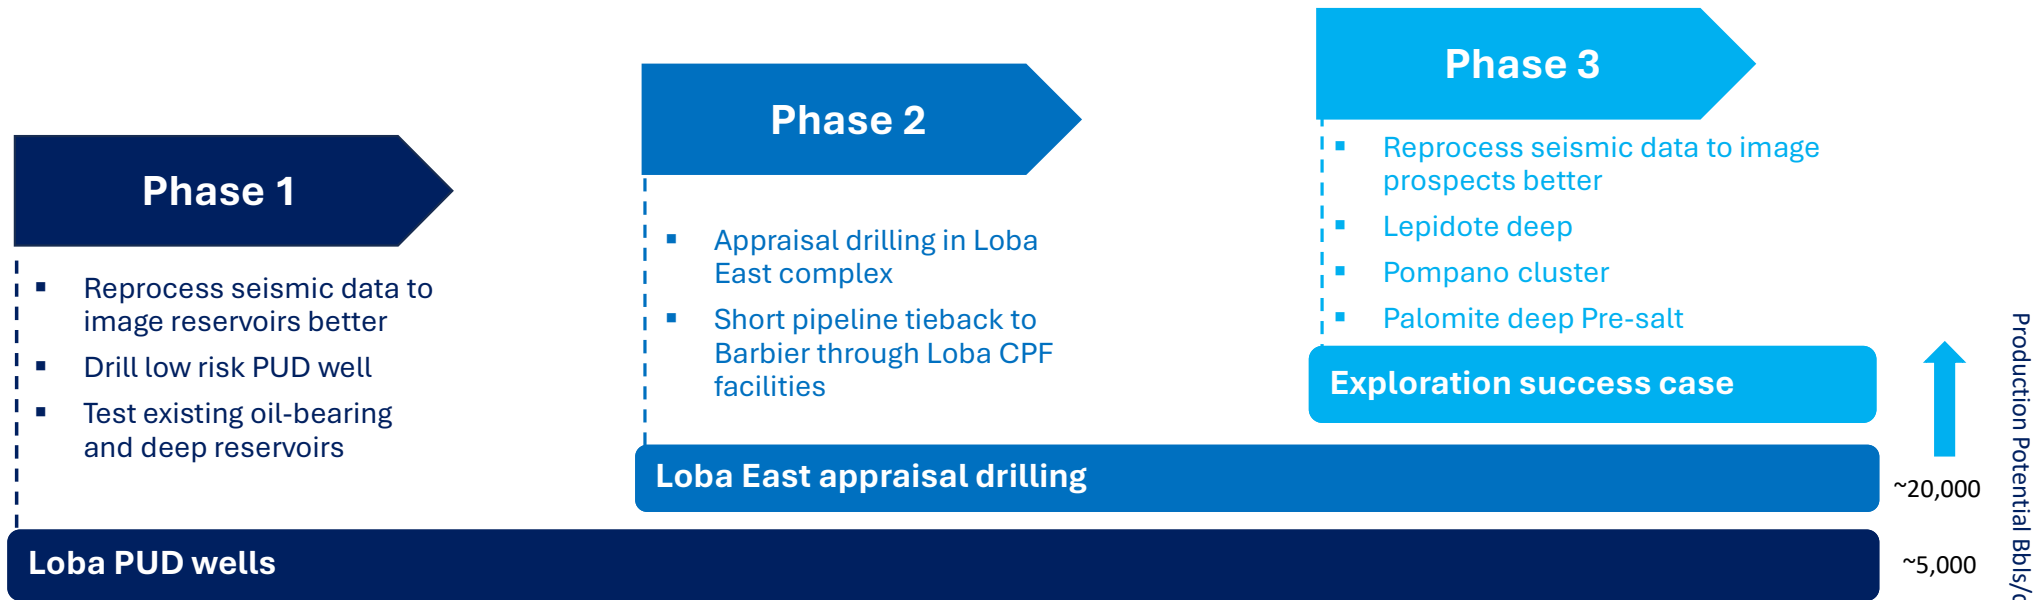 Phase 1
Reprocess seismic data to
image reservoirs better
Drill low risk PUD well
Test existing oil-bearing
and deep reservoirs
Phase 2
Appraisal drilling in Loba
East complex
Short pipeline tieback to
Barbier through Loba CPF
facilities
Phase 3
Reprocess seismic data to image
prospects better
Lepidote deep
Pompano cluster
Palomite deep Pre-salt
Exploration success case
Loba East appraisal drilling
~20,000
Loba PUD wells
~5,000
Production Potential Bbls/